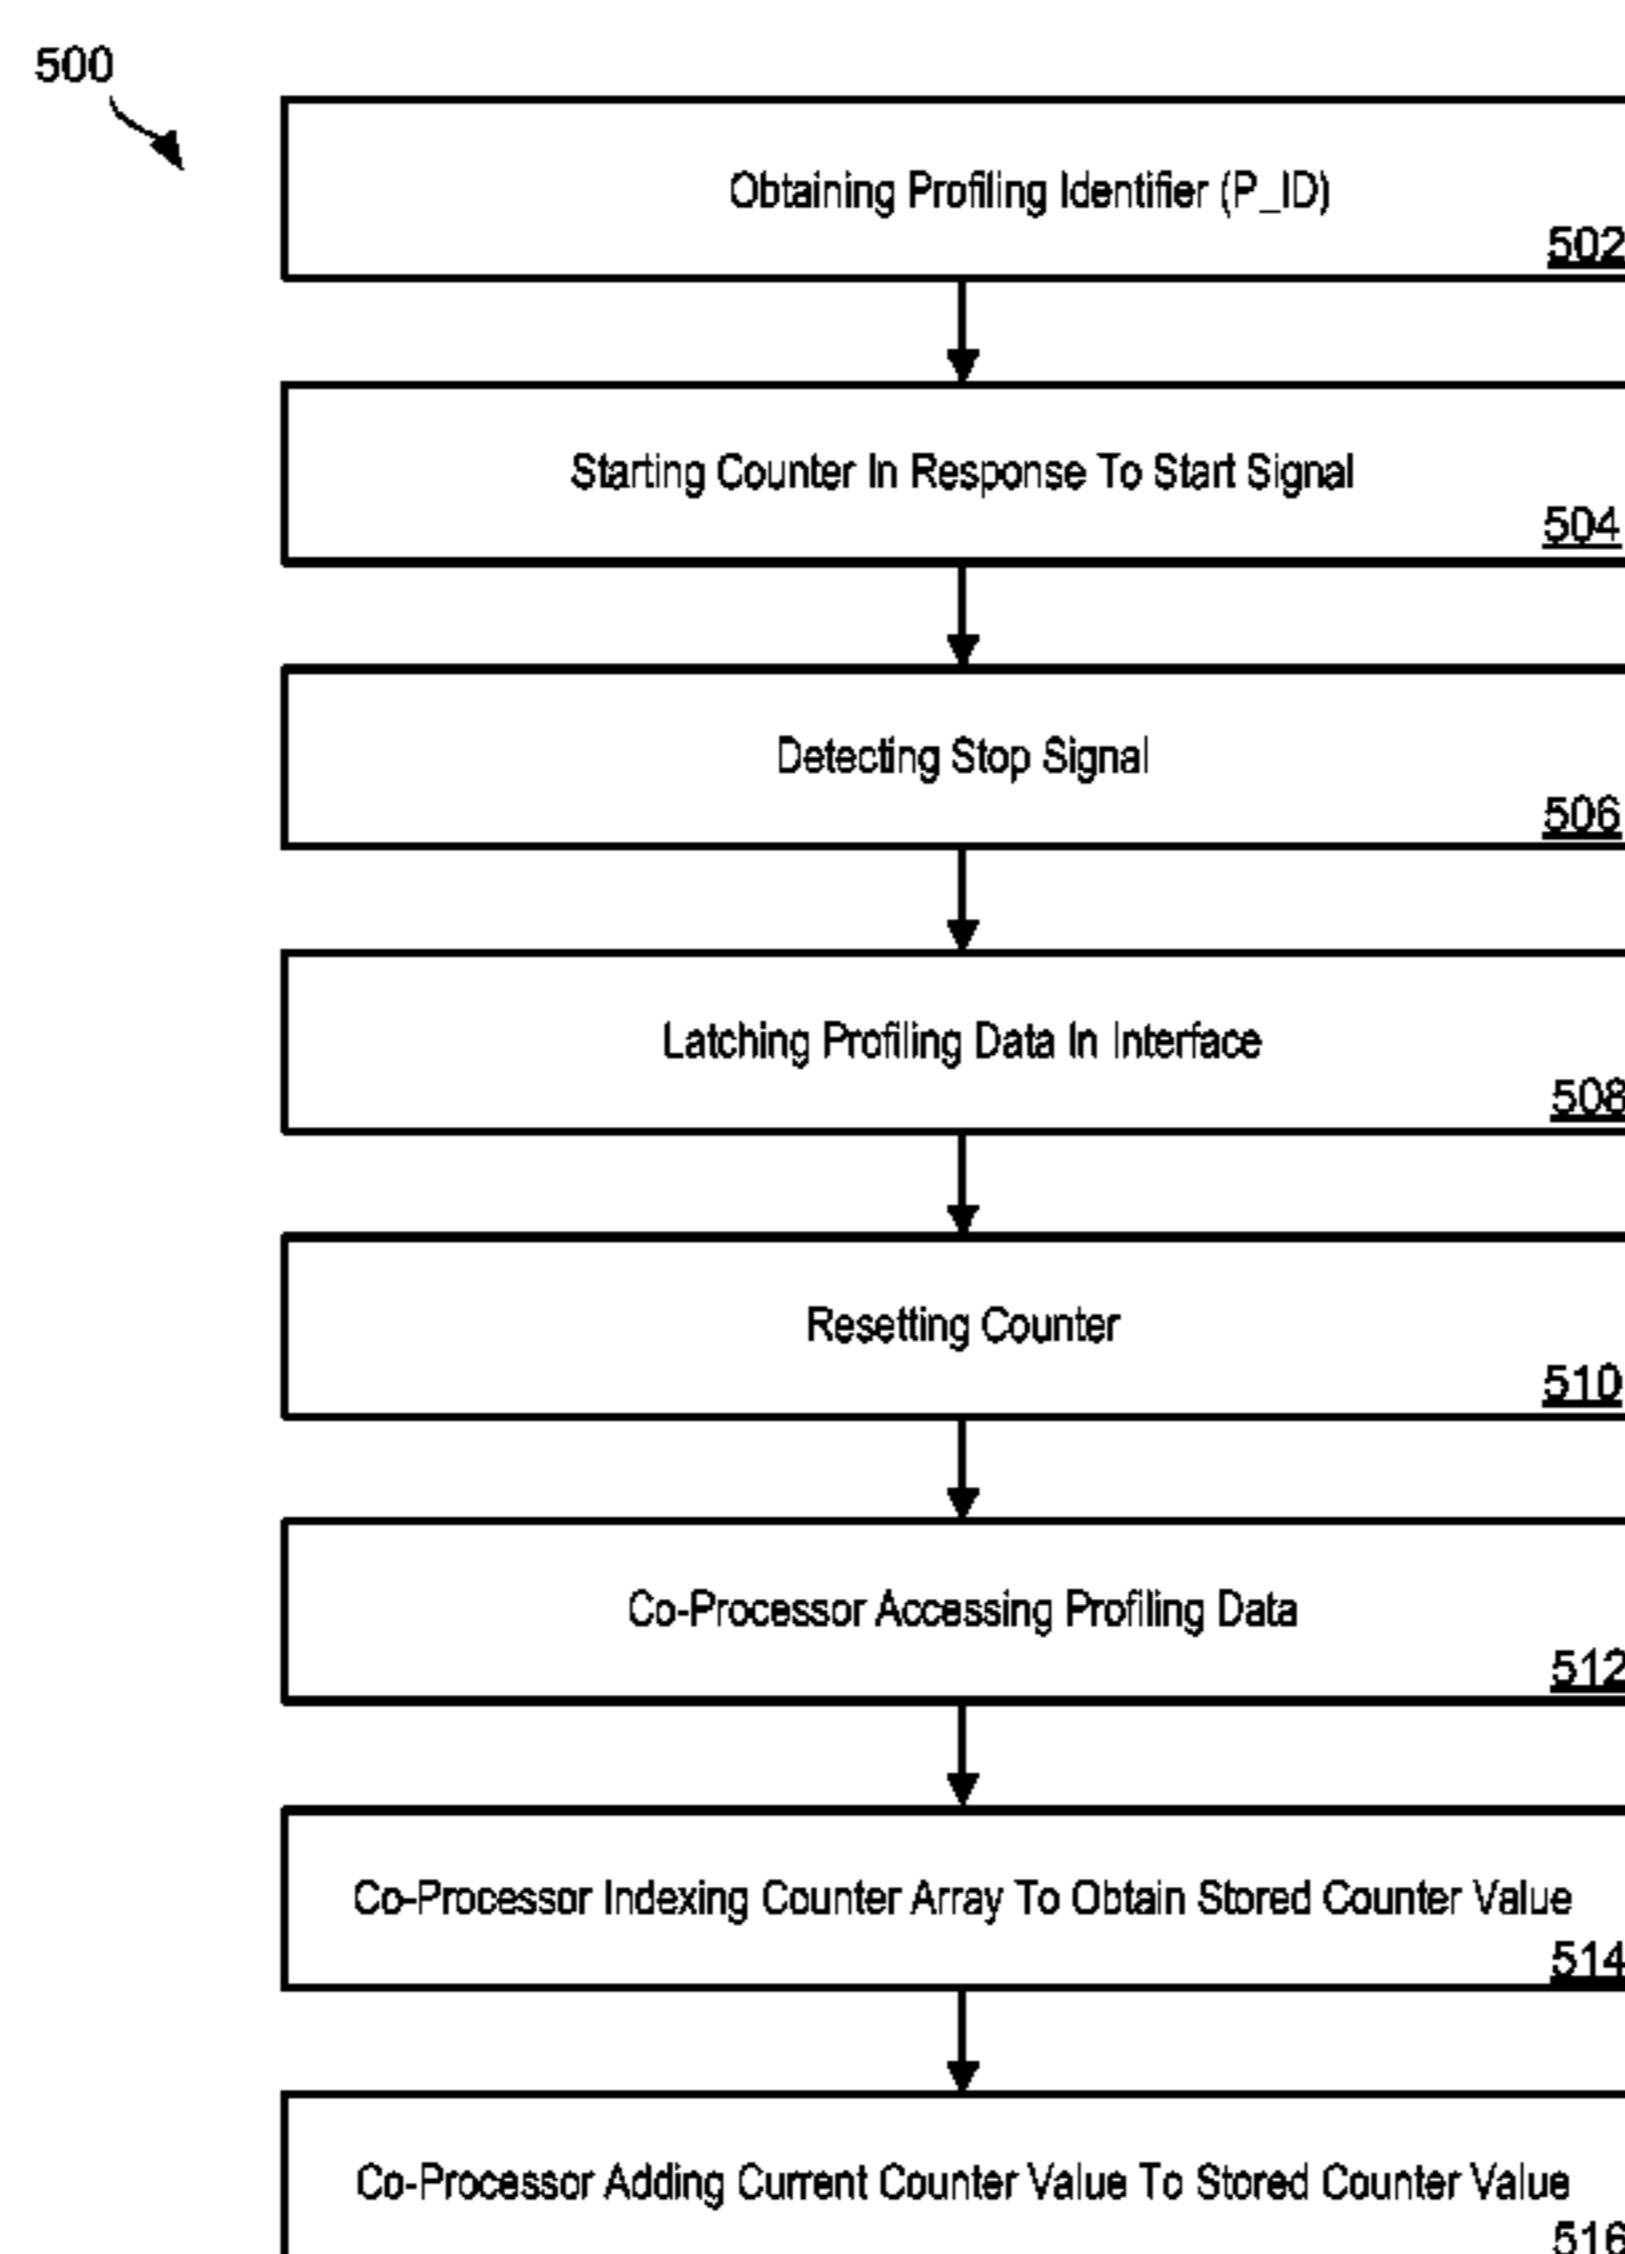 500
Obtaining Profiling Identifier (P_ID)
502
Starting Counter In Response To Start Signal
504
Detecting Stop Signal
506
Latching Profiling Data In Interface
508
Resetting Counter
510
Co-Processor Accessing Profiling Data
512
Co-Processor Indexing Counter Array To Obtain Stored Counter Value
514
Co-Processor Adding Current Counter Value To Stored Counter Value
516